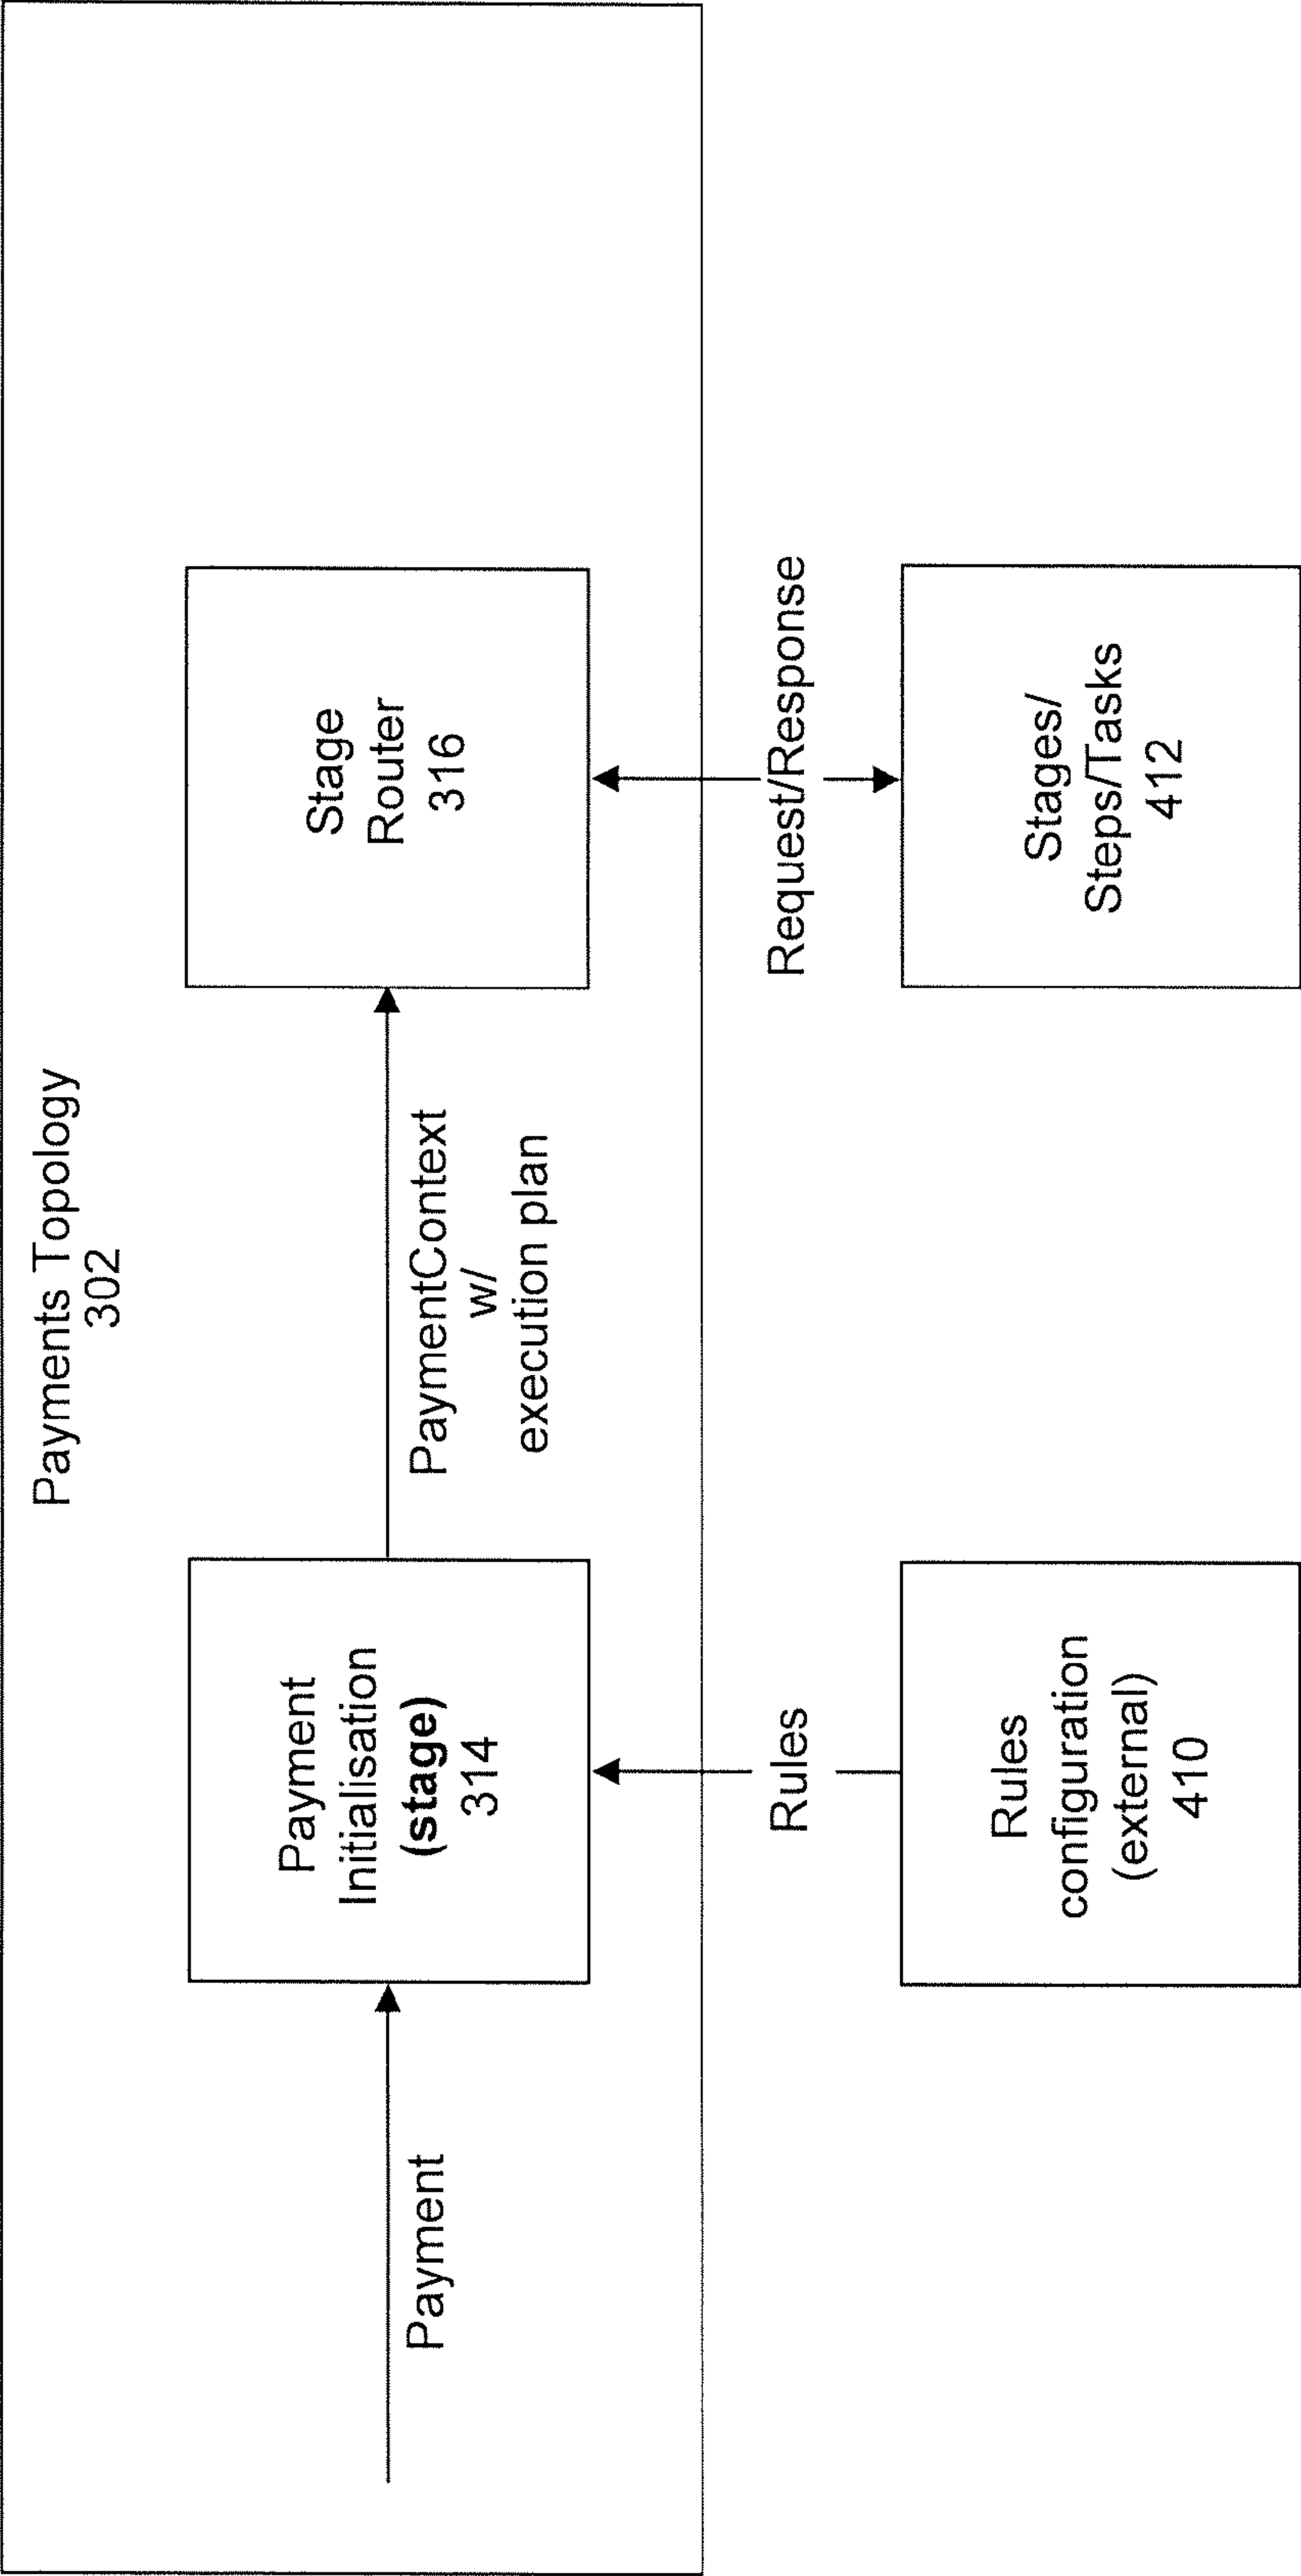 Payments Topology
302
Payment
Payment
Initialisation
(stage)
314
PaymentContext
w/
execution plan
Stage
Router
316
Rules
Request/Response
Rules
configuration
(external)
410
Stages/
Steps/Tasks
412